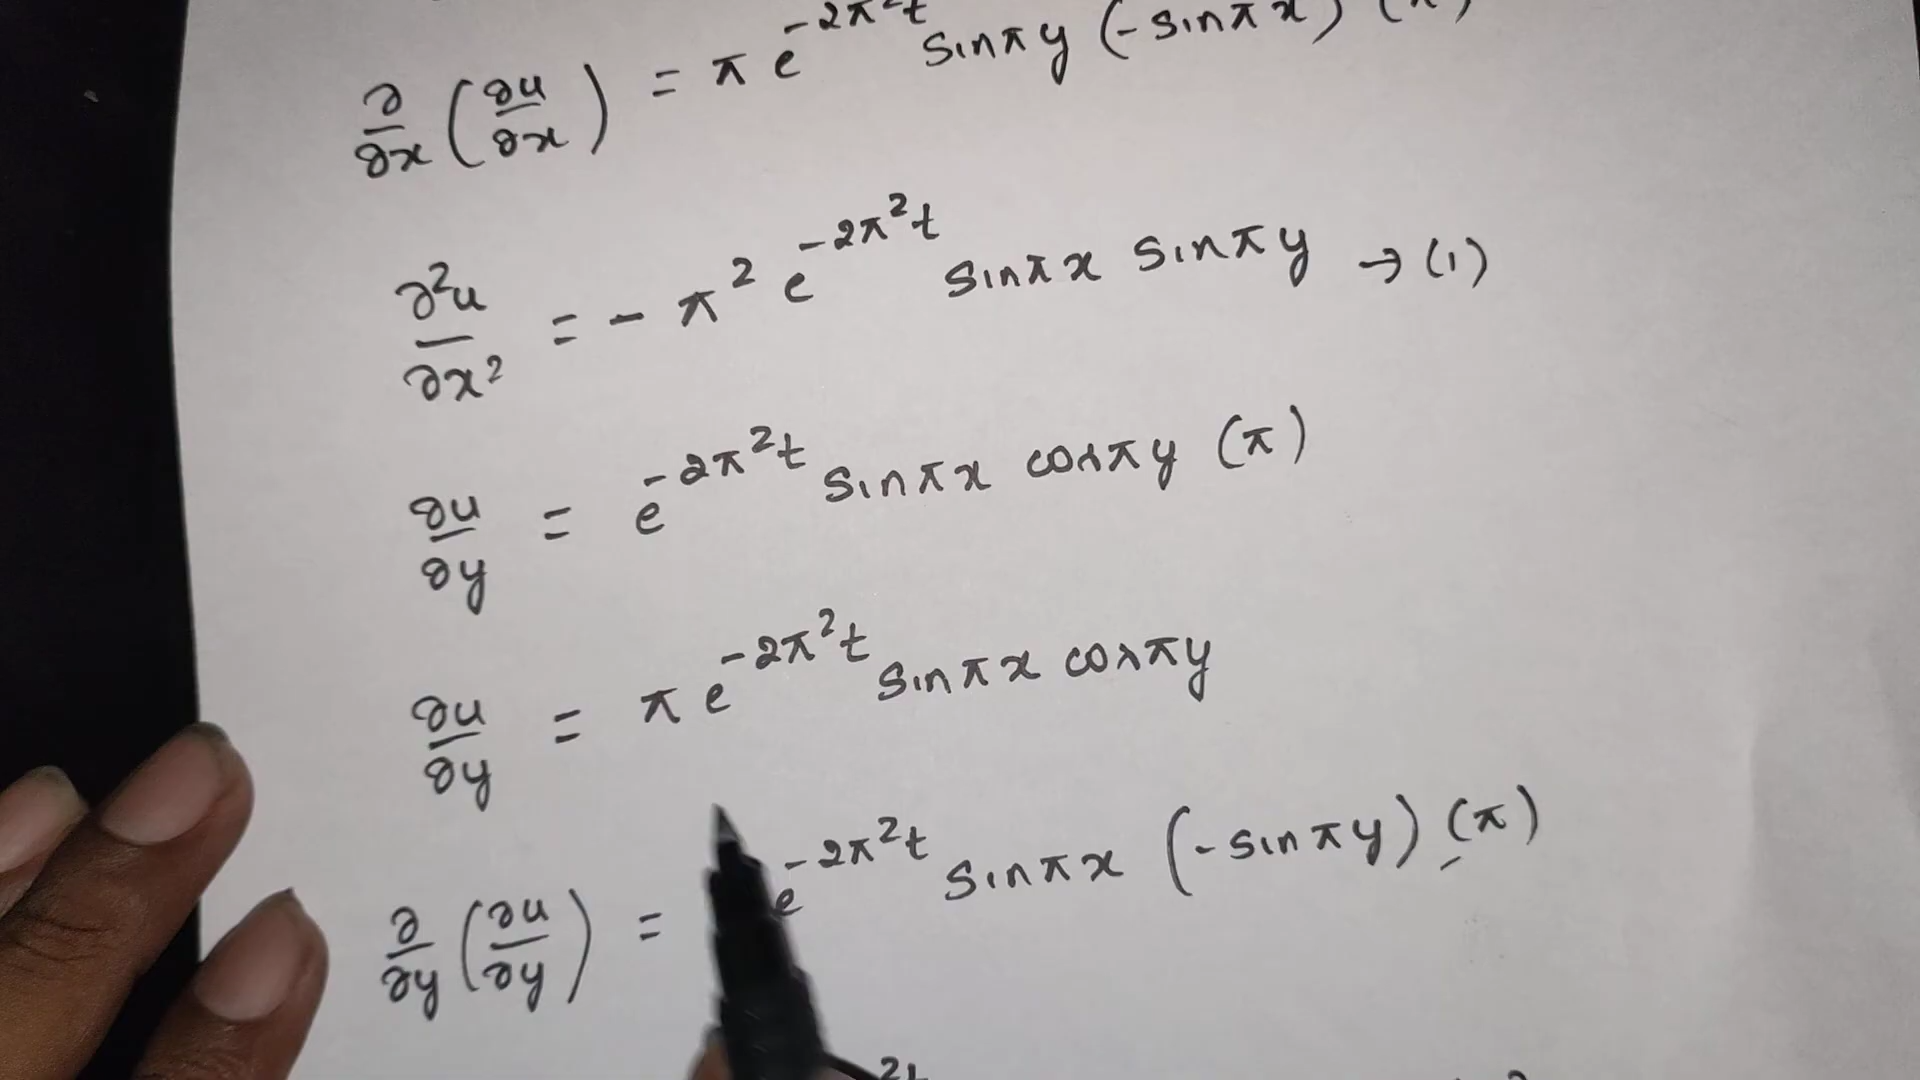 ∂/∂x (∂u/∂x) = π e^{-2π²t} sinπy (-sinπx) (π)
∂²u/∂x² = - π² e^{-2π²t} sinπx sinπy → (1)
∂u/∂y = e^{-2π²t} sinπx cosπy (π)
∂u/∂y = π e^{-2π²t} sinπx cosπy
∂/∂y (∂u/∂y) = e^{-2π²t} sinπx (-sinπy) (π)